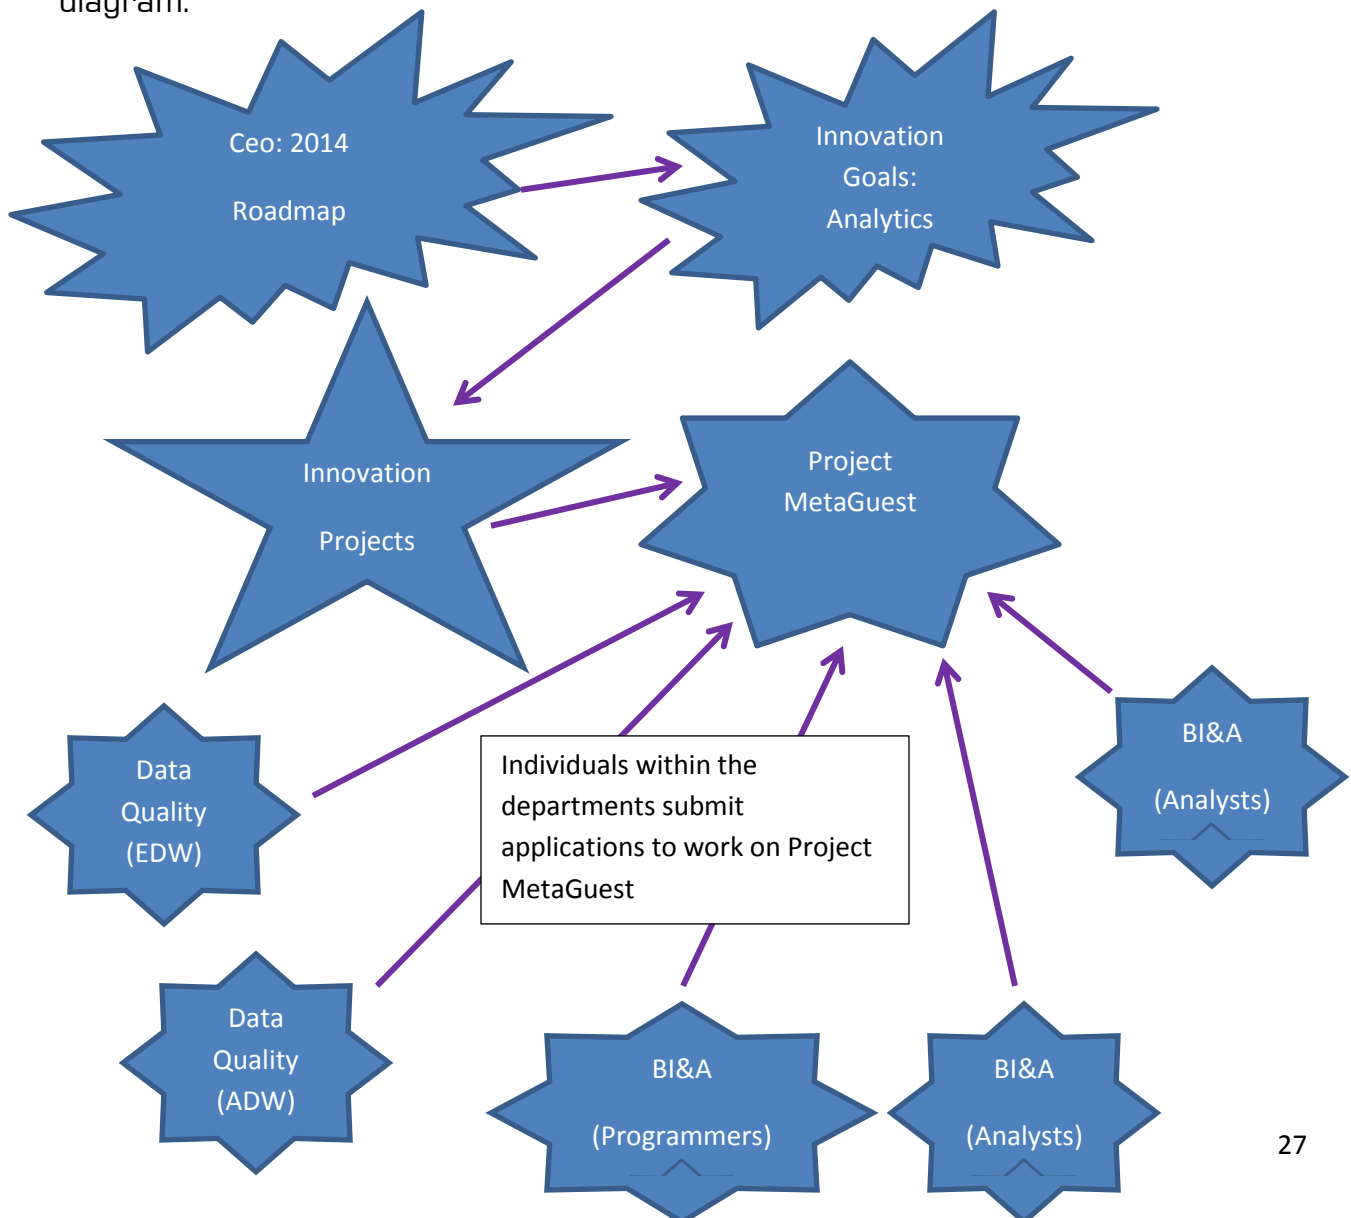 diagram.
Ceo: 2014
Roadmap
Innovation
Goals:
Analytics
Innovation
Projects
Project
MetaGuest
BI&A
(Analysts)
Data
Quality
(EDW)
Individuals within the
departments submit
applications to work on Project
MetaGuest
Data
Quality
(ADW)
BI&A
(Programmers)
BI&A
(Analysts)
27